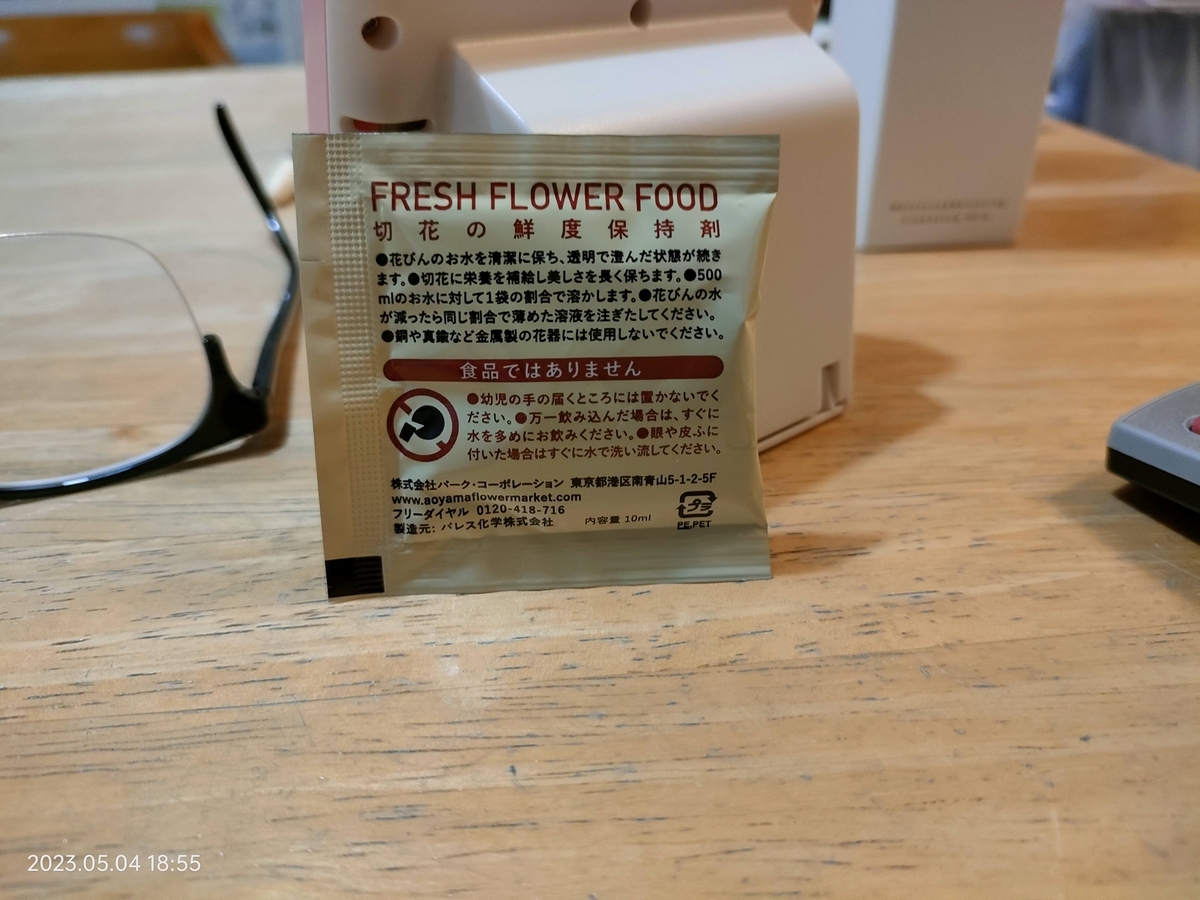 FRESH FLOWER FOOD
切花の鮮度保持剤
●花びんのお水を清潔に保ち、透明で澄んだ状態が続き
ます。●切花に栄養を補給し美しさを長く保ちます。●500
mlのお水に対して1袋の割合で溶かします。●花びんの水
が減ったら同じ割合で薄めた溶液を注ぎたしてください。
●銅や真鍮など金属製の花器には使用しないでください。
食品ではありません
●幼児の手の届くところには置かないでく
ださい。●万一飲み込んだ場合は、すぐに
水を多めにお飲みください。●眼や皮ふに
付いた場合はすぐに水で洗い流してください。
株式会社パーク・コーポレーション 東京都港区南青山5-1-2-5F
www.aoyamaflowermarket.com
フリーダイヤル 0120-418-716
製造元: パレス化学株式会社 内容量 10ml
プラ
PE,PET
2023.05.04 18:55